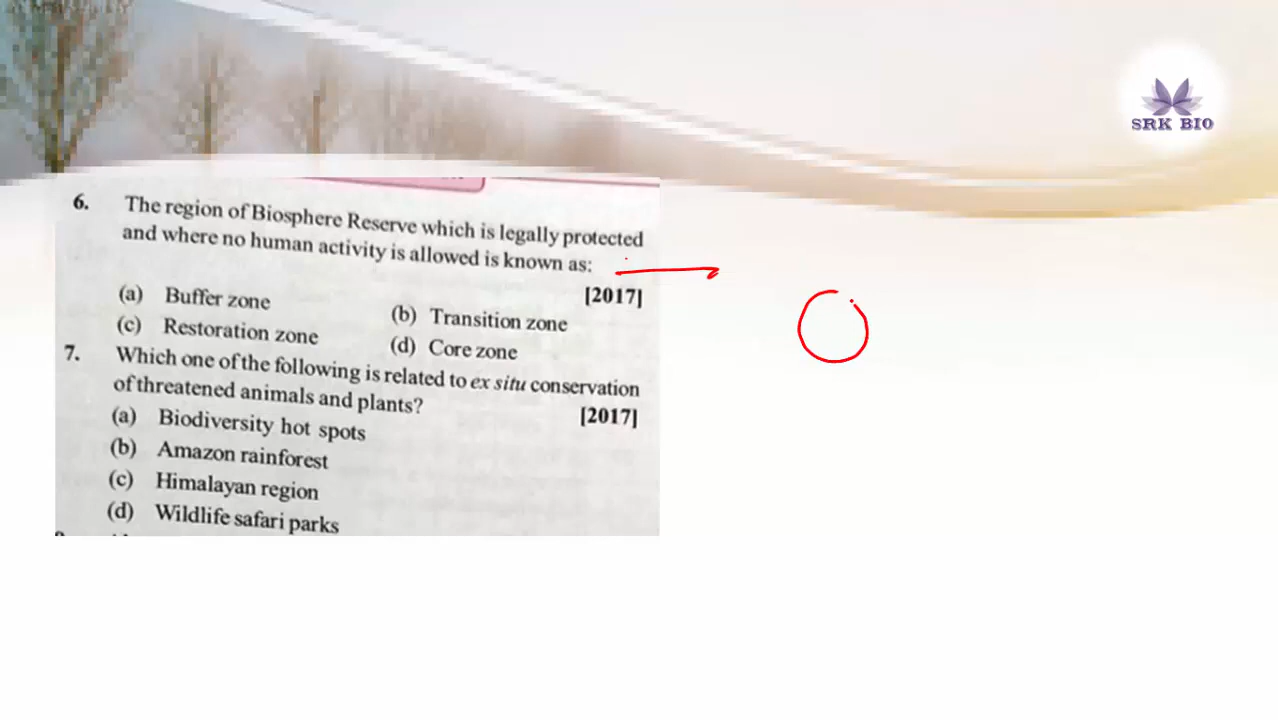 SRK BIO
6. The region of Biosphere Reserve which is legally protected
and where no human activity is allowed is known as:
[2017]
(a) Buffer zone
(b) Transition zone
(c) Restoration zone
(d) Core zone
7. Which one of the following is related to ex situ conservation
of threatened animals and plants?
[2017]
(a) Biodiversity hot spots
(b) Amazon rainforest
(c) Himalayan region
(d) Wildlife safari parks